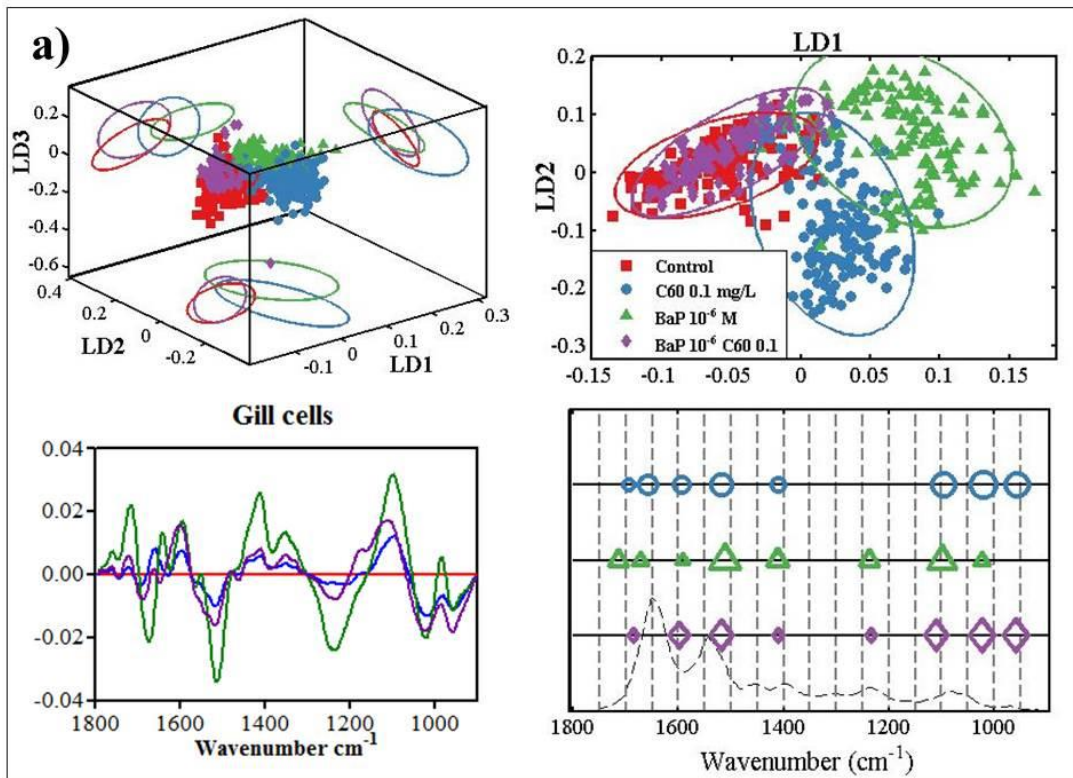 a)
LD3
0.2
0
-0.2
-0.4
-0.6
0.4
0.2
0
-0.2
LD2
-0.1
0
0.1
0.2
0.3
LD1
LD1
0.2
0.1
0
-0.1
-0.2
-0.3
LD2
Control
C60 0.1 mg/L
BaP 10⁻⁶ M
BaP 10⁻⁶ C60 0.1
-0.15 -0.1 -0.05 0 0.05 0.1 0.15
Gill cells
0.04
0.02
0.00
-0.02
-0.04
1800 1600 1400 1200 1000
Wavenumber cm⁻¹
1800 1600 1400 1200 1000
Wavenumber (cm⁻¹)